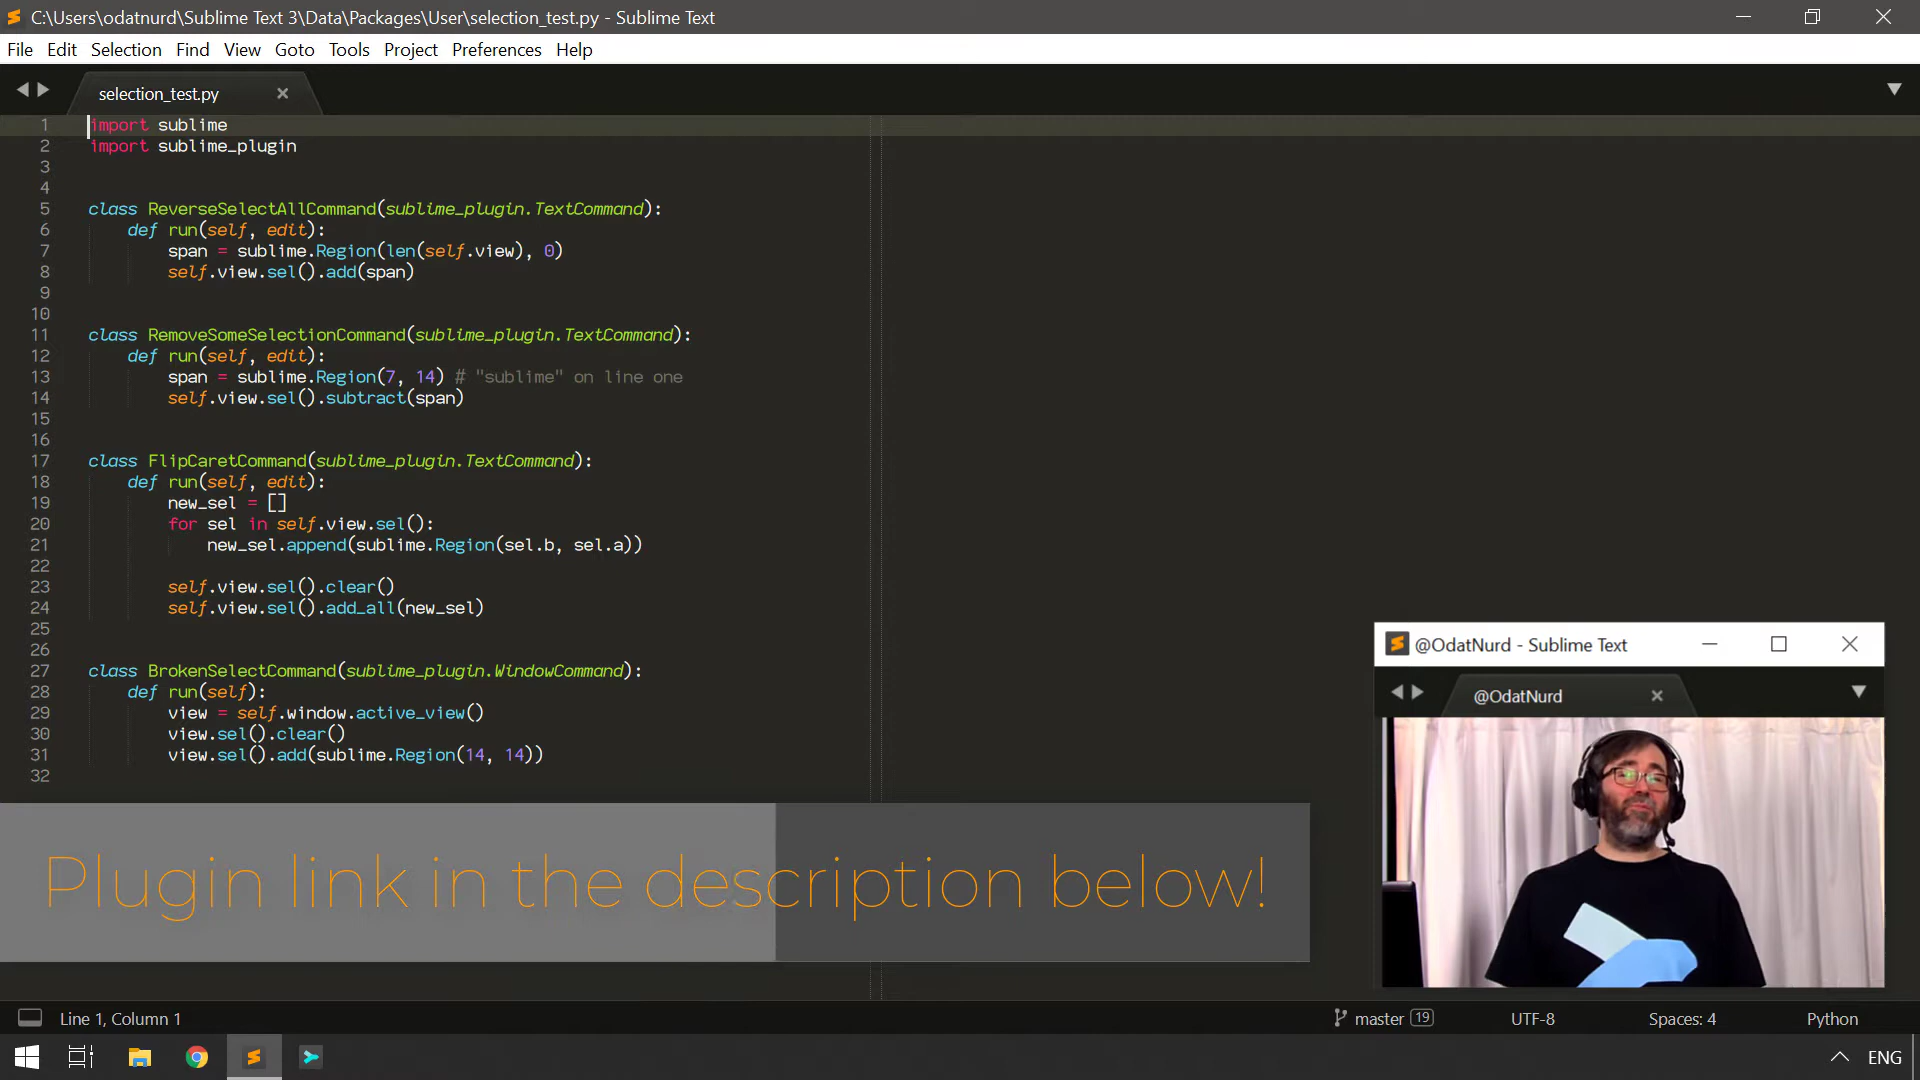 C:\Users\odatnurd\Sublime Text 3\Data\Packages\User\selection_test.py - Sublime Text
File Edit Selection Find View Goto Tools Project Preferences Help
selection_test.py
1 import sublime
2 import sublime_plugin
3
4
5 class ReverseSelectAllCommand(sublime_plugin.TextCommand):
6     def run(self, edit):
7         span = sublime.Region(len(self.view), 0)
8         self.view.sel().add(span)
9
10
11 class RemoveSomeSelectionCommand(sublime_plugin.TextCommand):
12     def run(self, edit):
13         span = sublime.Region(7, 14) # "sublime" on line one
14         self.view.sel().subtract(span)
15
16
17 class FlipCaretCommand(sublime_plugin.TextCommand):
18     def run(self, edit):
19         new_sel = []
20         for sel in self.view.sel():
21             new_sel.append(sublime.Region(sel.b, sel.a))
22
23         self.view.sel().clear()
24         self.view.sel().add_all(new_sel)
25
26
27 class BrokenSelectCommand(sublime_plugin.WindowCommand):
28     def run(self):
29         view = self.window.active_view()
30         view.sel().clear()
31         view.sel().add(sublime.Region(14, 14))
32
@OdatNurd - Sublime Text
@OdatNurd
Plugin link in the description below!
Line 1, Column 1
master 19
UTF-8
Spaces: 4
Python
ENG